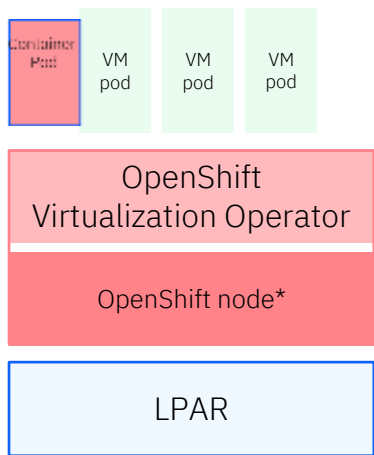 Container
Pod
VM
pod
VM
pod
VM
pod
OpenShift
Virtualization Operator
OpenShift node*
LPAR